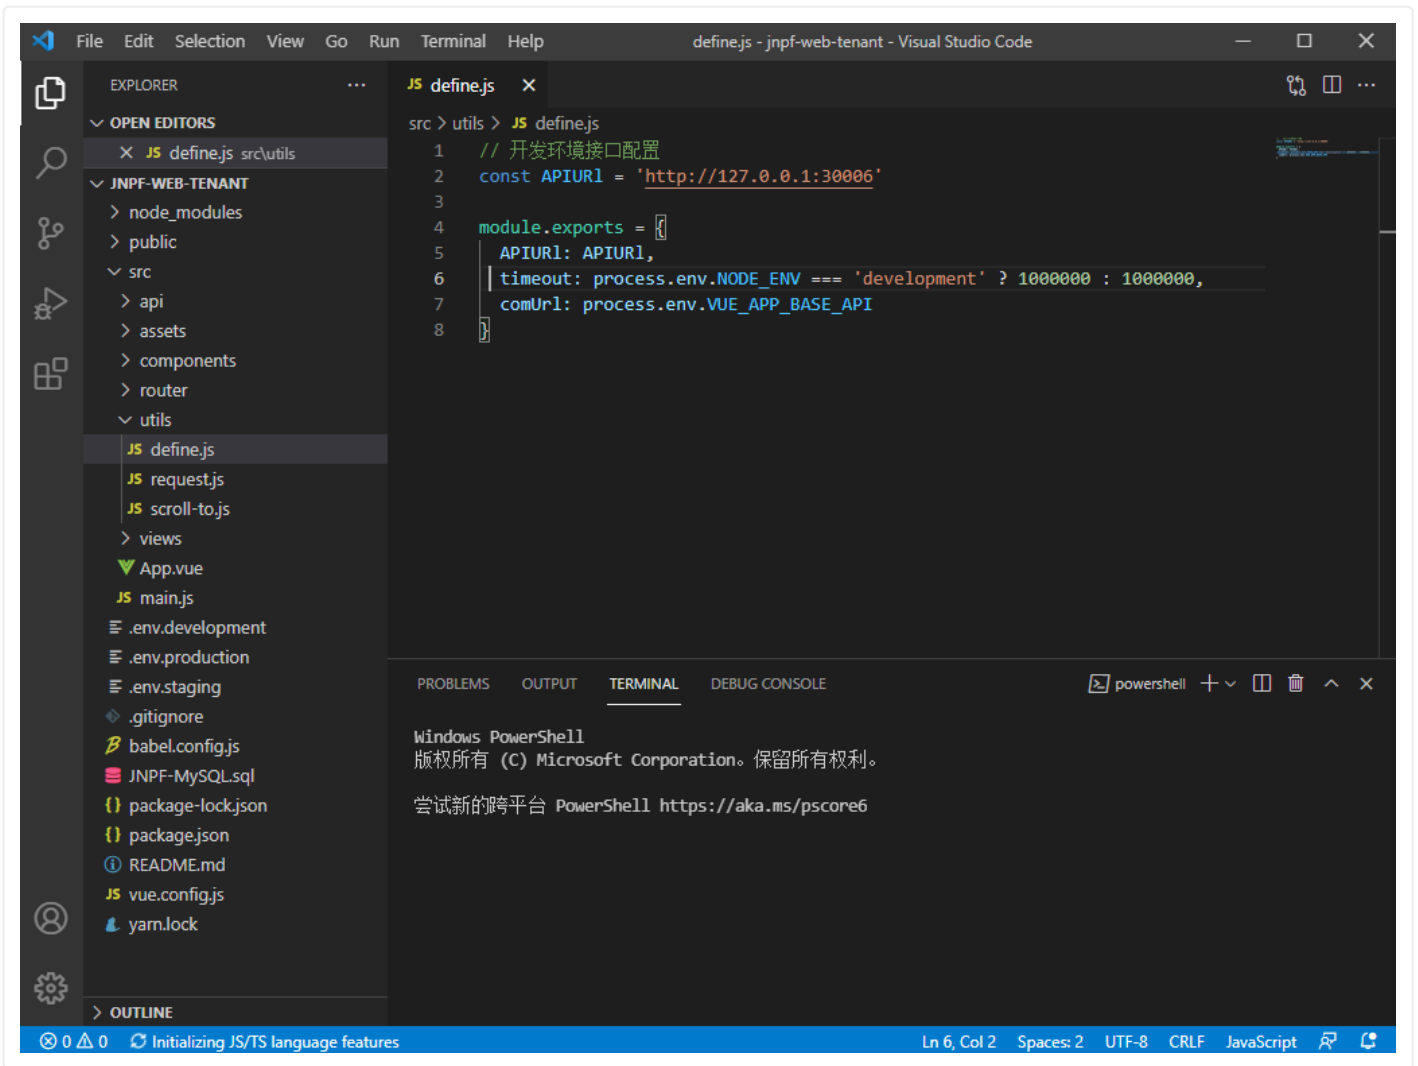 File Edit Selection View Go Run Terminal Help define.js - jnpf-web-tenant - Visual Studio Code
EXPLORER
OPEN EDITORS
JS define.js src\utils
JNPF-WEB-TENANT
node_modules
public
src
api
assets
components
router
utils
JS define.js
JS request.js
JS scroll-to.js
views
App.vue
JS main.js
.env.development
.env.production
.env.staging
.gitignore
babel.config.js
JNPF-MySQL.sql
{} package-lock.json
{} package.json
README.md
JS vue.config.js
yarn.lock
OUTLINE
JS define.js
src > utils > JS define.js
1 // 开发环境接口配置
2 const APIURl = 'http://127.0.0.1:30006'
3
4 module.exports = {
5 APIURl: APIURl,
6 timeout: process.env.NODE_ENV === 'development' ? 1000000 : 1000000,
7 comUrl: process.env.VUE_APP_BASE_API
8 }
PROBLEMS OUTPUT TERMINAL DEBUG CONSOLE powershell
Windows PowerShell
版权所有 (C) Microsoft Corporation。保留所有权利。
尝试新的跨平台 PowerShell https://aka.ms/pscore6
0 0 Initializing JS/TS language features Ln 6, Col 2 Spaces: 2 UTF-8 CRLF JavaScript